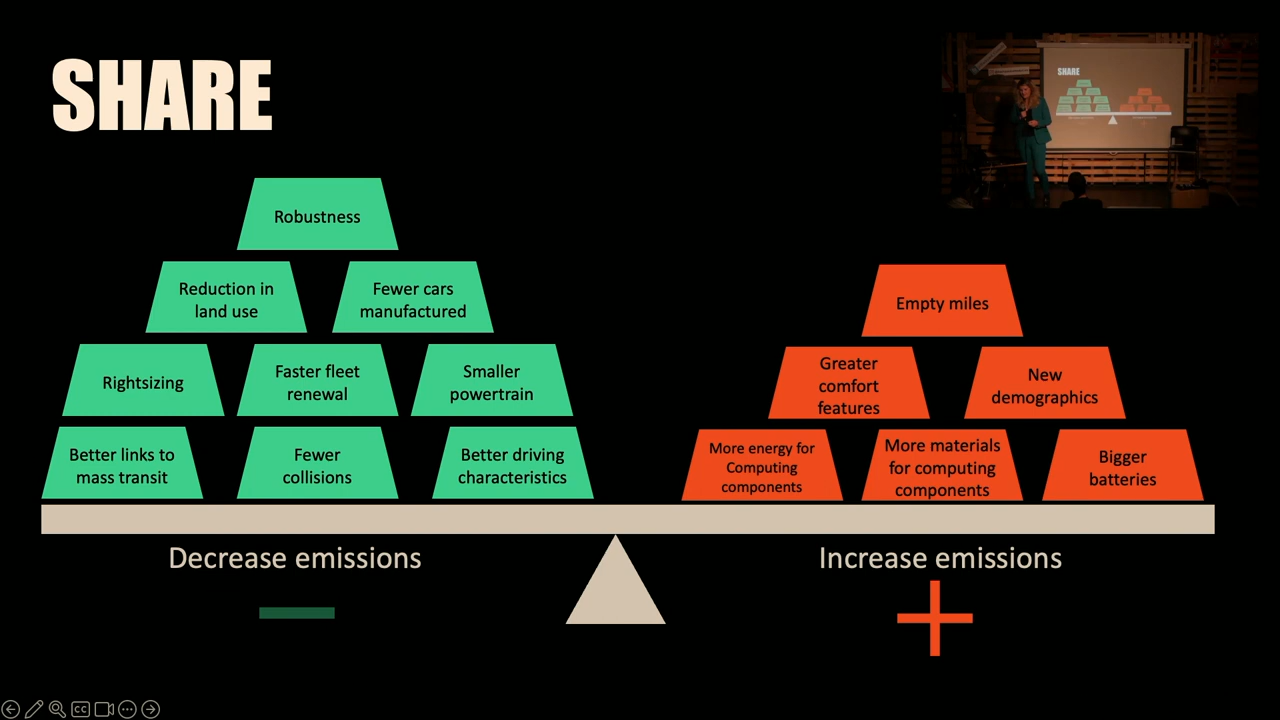 SHARE
SHARE
Robustness
Reduction in
land use
Fewer cars
manufactured
Rightsizing
Faster fleet
renewal
Smaller
powertrain
Better links to
mass transit
Fewer
collisions
Better driving
characteristics
Empty miles
Greater
comfort
features
New
demographics
More energy for
Computing
components
More materials
for computing
components
Bigger
batteries
Decrease emissions
Increase emissions
CC